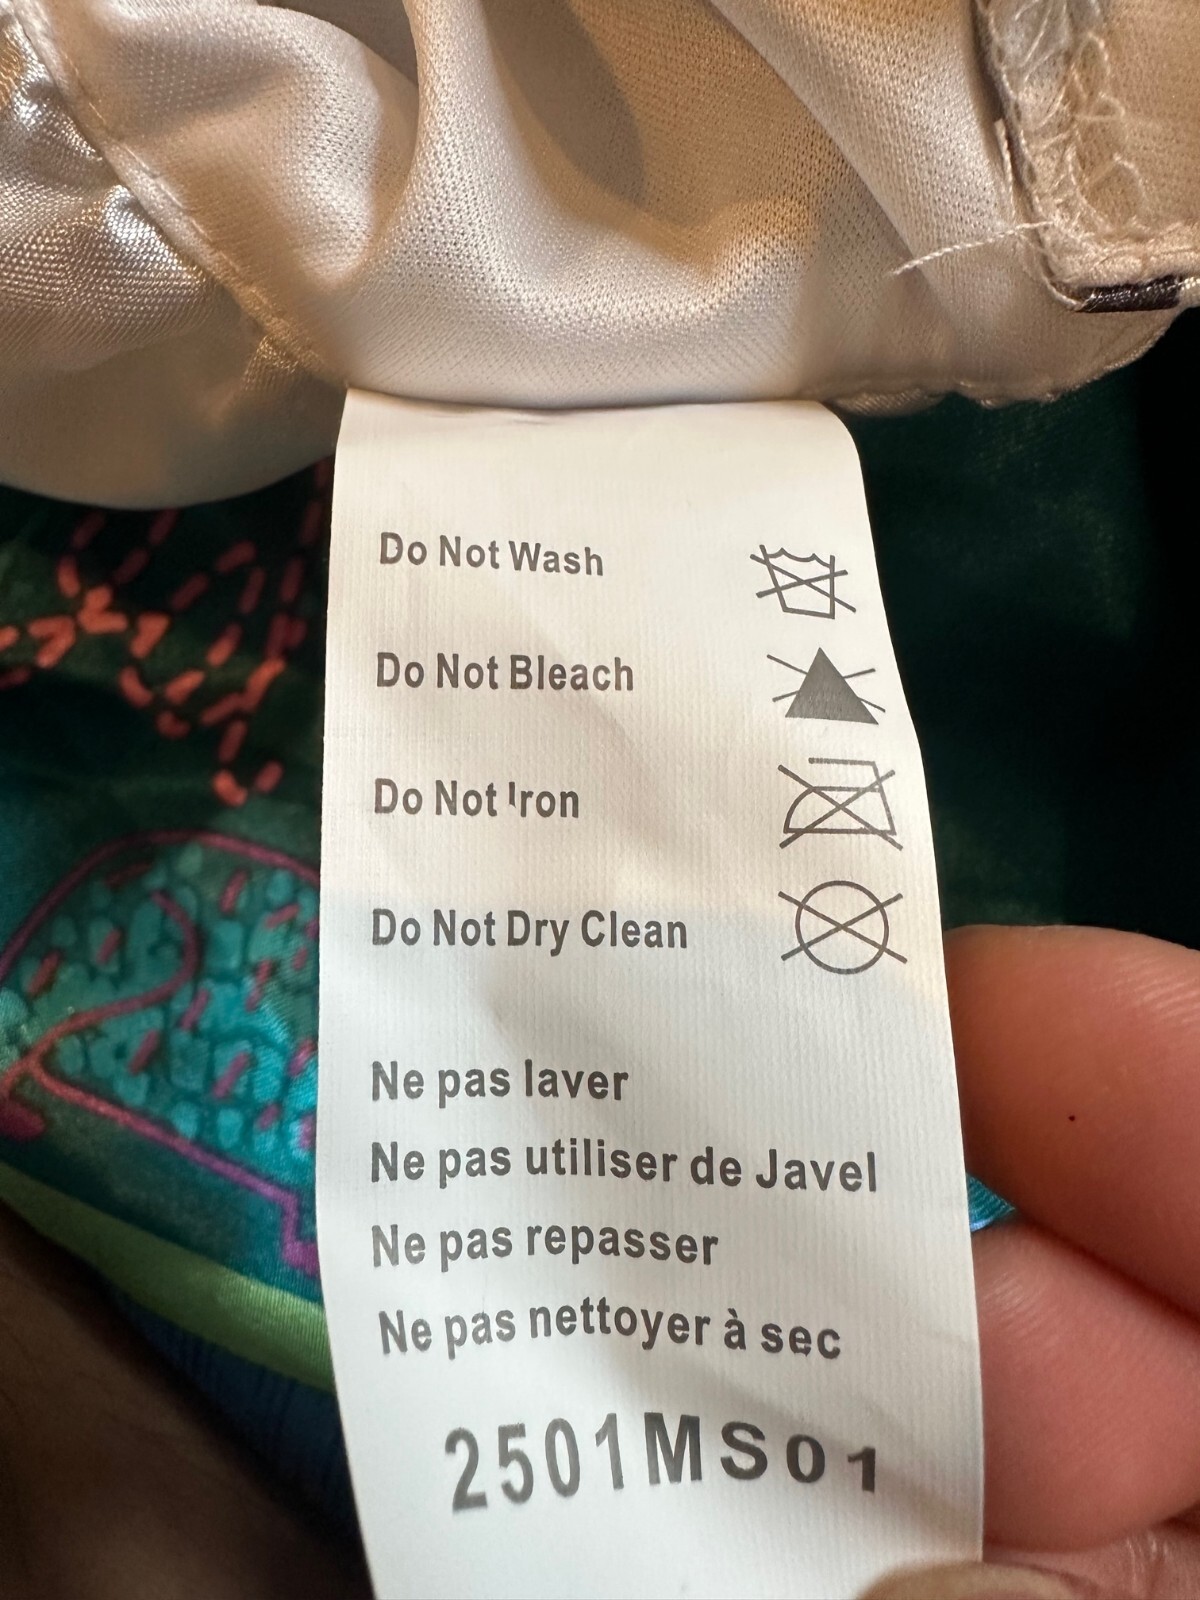 Do Not Wash
Do Not Bleach
Do Not Iron
Do Not Dry Clean
Ne pas laver
Ne pas utiliser de Javel
Ne pas repasser
Ne pas nettoyer à sec
2501MS01